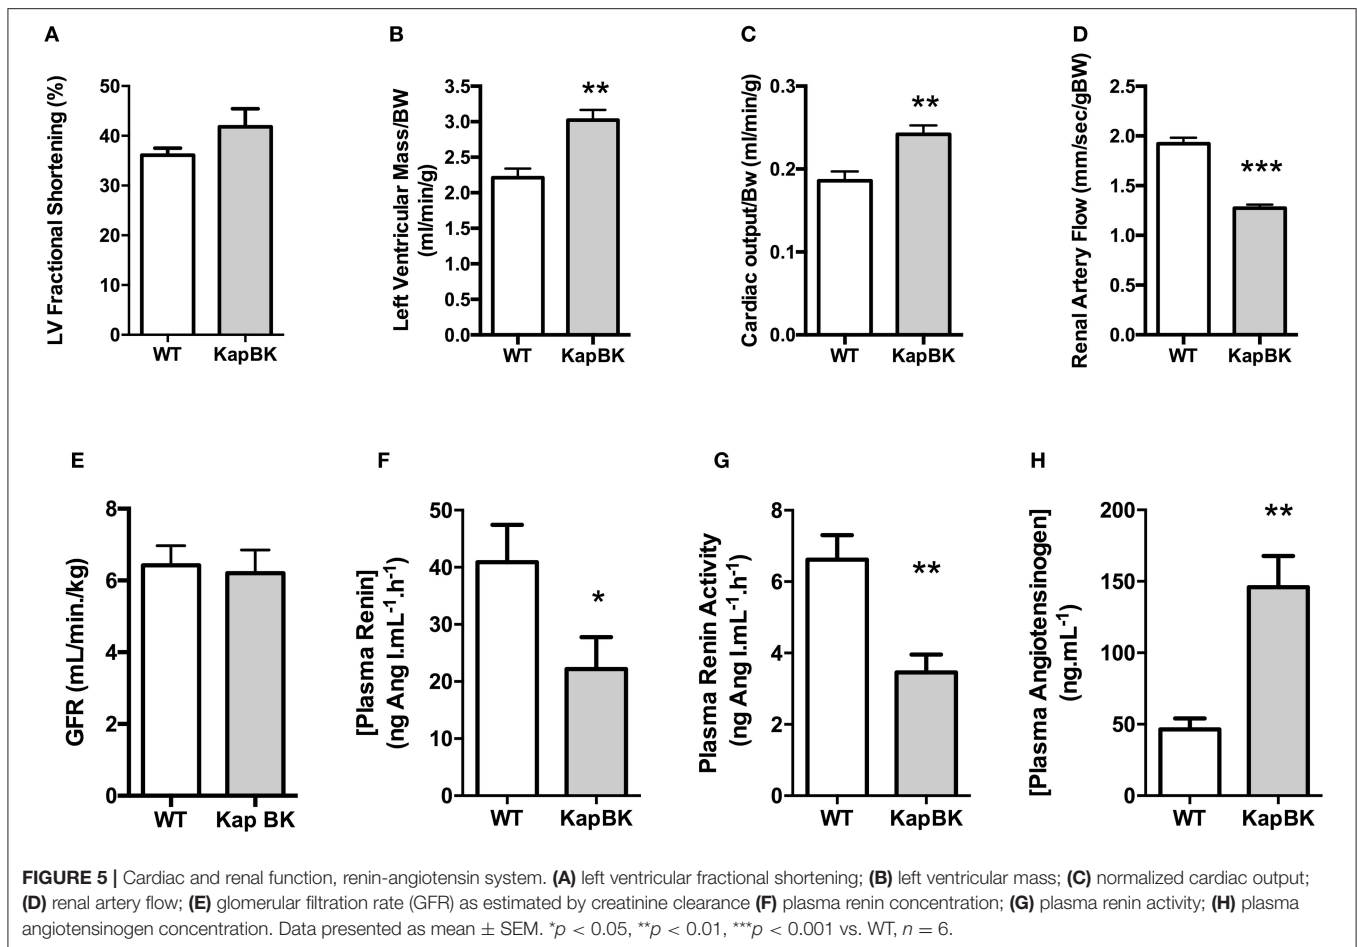 A
LV Fractional Shortening (%)
50
40
30
20
10
0
WT KapBK
B
Left Ventricular Mass/BW
(ml/min/g)
3.5
3.0
2.5
2.0
1.5
1.0
0.5
0.0
**
WT KapBK
C
Cardiac output/Bw (ml/min/g)
0.3
0.2
0.1
0.0
**
WT KapBK
D
Renal Artery Flow (mm/sec/gBW)
2.5
2.0
1.5
1.0
0.5
0.0
***
WT KapBK
E
GFR (mL/min./kg)
8
6
4
2
0
WT Kap BK
F
[Plasma Renin]
(ng Ang I.mL⁻¹.h⁻¹)
50
40
30
20
10
0
*
WT KapBK
G
Plasma Renin Activity
(ng Ang I.mL⁻¹.h⁻¹)
8
6
4
2
0
**
WT KapBK
H
[Plasma Angiotensinogen]
(ng.mL⁻¹)
200
150
100
50
0
**
WT KapBK
FIGURE 5 | Cardiac and renal function, renin-angiotensin system. (A) left ventricular fractional shortening; (B) left ventricular mass; (C) normalized cardiac output;
(D) renal artery flow; (E) glomerular filtration rate (GFR) as estimated by creatinine clearance (F) plasma renin concentration; (G) plasma renin activity; (H) plasma
angiotensinogen concentration. Data presented as mean ± SEM. *p < 0.05, **p < 0.01, ***p < 0.001 vs. WT, n = 6.